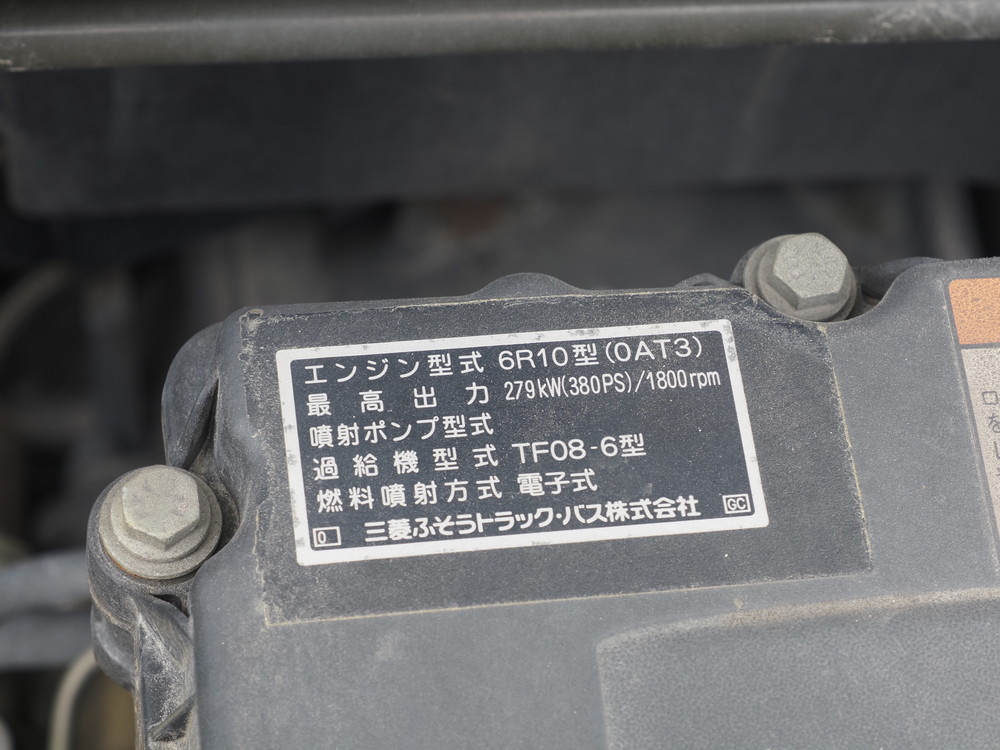 エンジン型式 6R10型(0AT3)
最高出力 279kW(380PS)/1800rpm
噴射ポンプ型式
過給機型式 TF08-6型
燃料噴射方式 電子式
0 三菱ふそうトラック・バス株式会社 GC